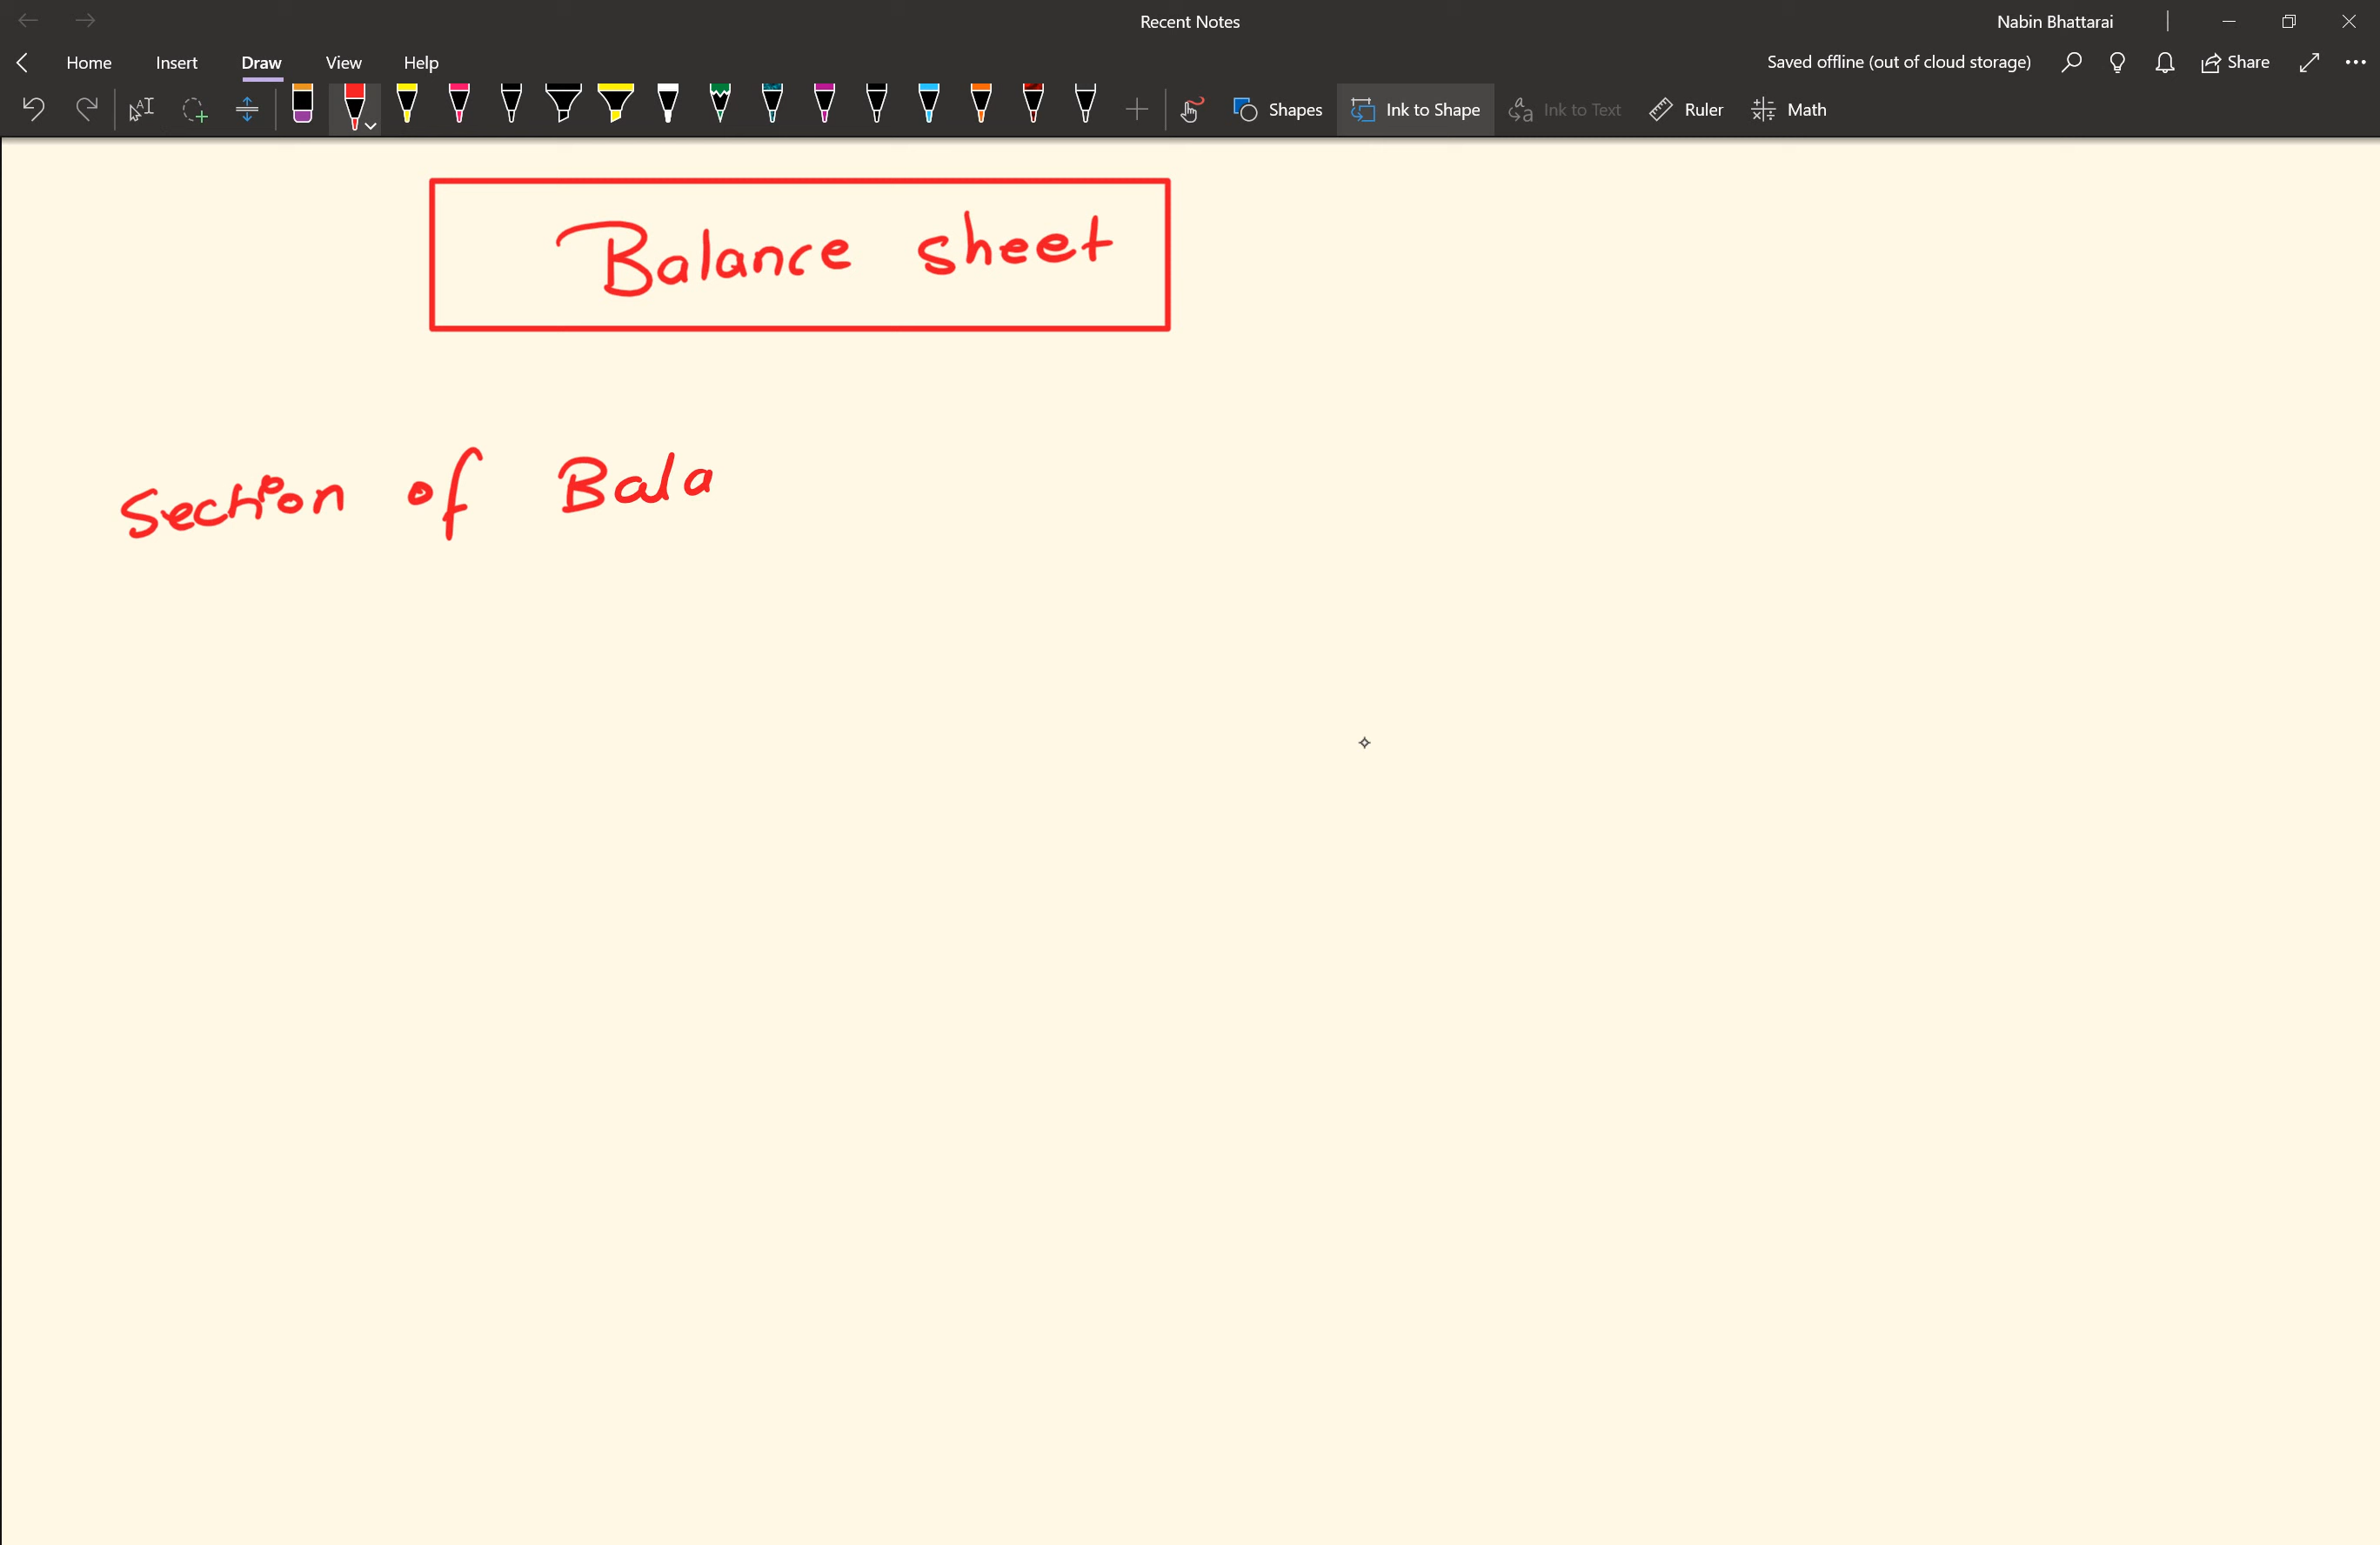 Recent Notes
Nabin Bhattarai
Home Insert Draw View Help
Saved offline (out of cloud storage)
Share
Shapes Ink to Shape Ink to Text Ruler Math
Balance sheet
Section of Bala